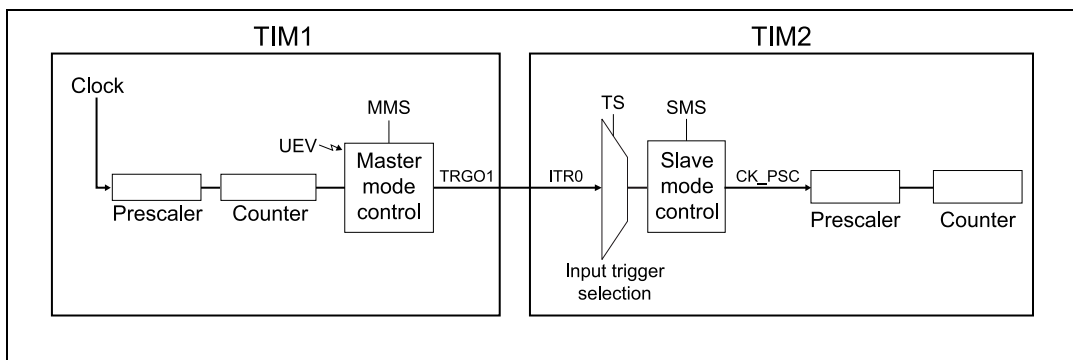 TIM1
Clock
MMS
UEV
Master
mode
control
TRGO1
Prescaler
Counter
TIM2
TS
SMS
ITR0
Slave
mode
control
CK_PSC
Prescaler
Counter
Input trigger
selection